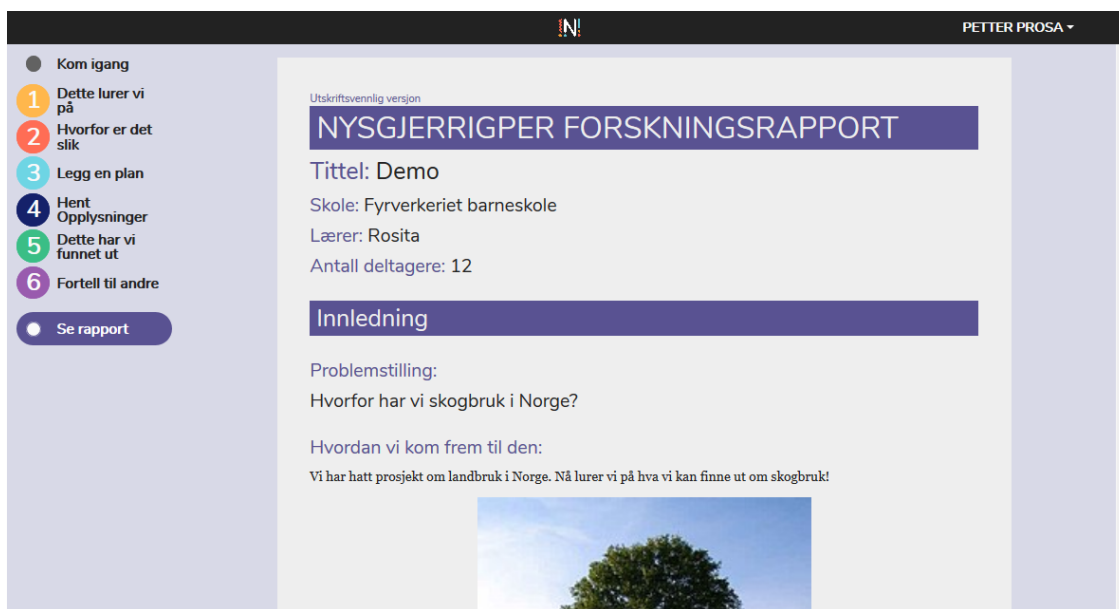 !N!
PETTER PROSA
Kom igang
1 Dette lurer vi
på
2 Hvorfor er det
slik
3 Legg en plan
4 Hent
Opplysninger
5 Dette har vi
funnet ut
6 Fortell til andre
Se rapport
Utskriftsvennlig versjon
NYSGJERRIGPER FORSKNINGSRAPPORT
Tittel: Demo
Skole: Fyrverkeriet barneskole
Lærer: Rosita
Antall deltagere: 12
Innledning
Problemstilling:
Hvorfor har vi skogbruk i Norge?
Hvordan vi kom frem til den:
Vi har hatt prosjekt om landbruk i Norge. Nå lurer vi på hva vi kan finne ut om skogbruk!